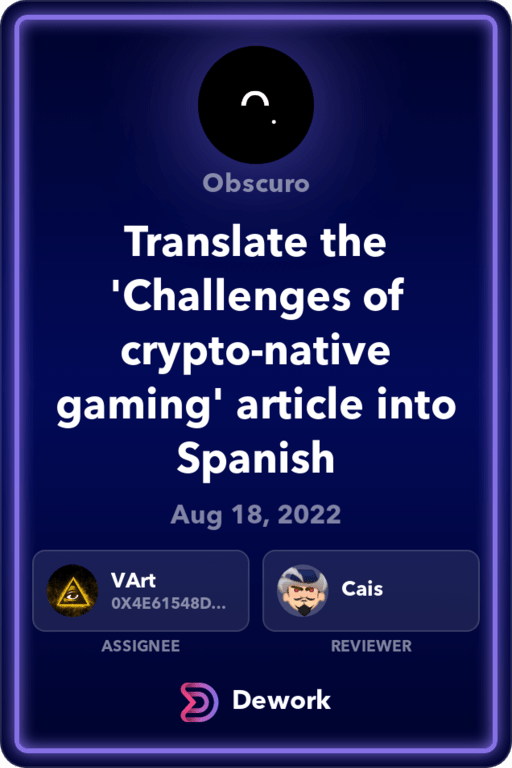 Obscuro
Translate the
'Challenges of
crypto-native
gaming' article into
Spanish
Aug 18, 2022
VArt
0X4E61548D...
Cais
ASSIGNEE
REVIEWER
Dework